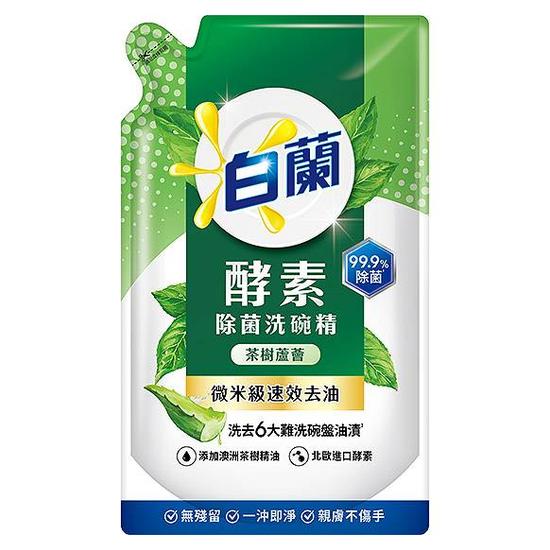 白蘭
99.9%
除菌
酵素
除菌洗碗精
茶樹蘆薈
微米級速效去油
洗去6大難洗碗盤油漬
添加澳洲茶樹精油 北歐進口酵素
無殘留 一沖即淨 親膚不傷手